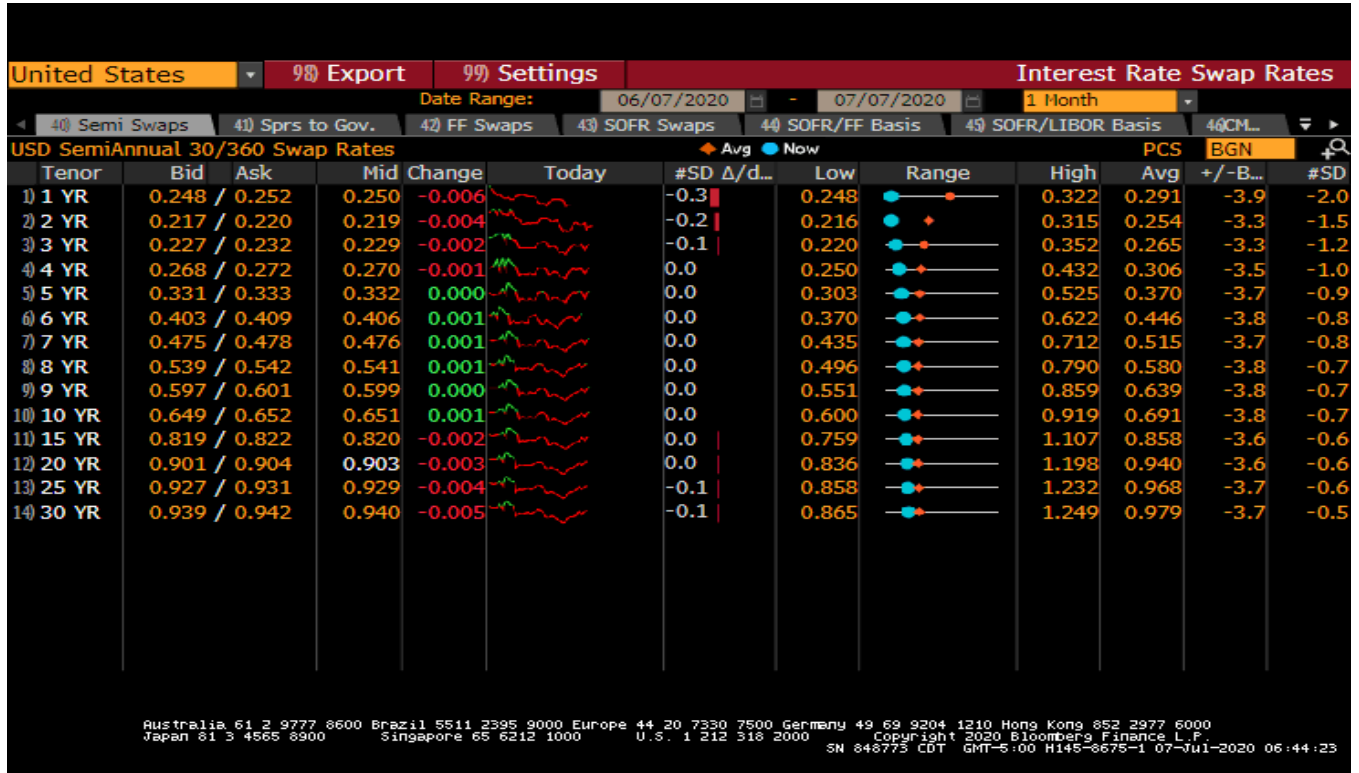 United States 98) Export 99) Settings Interest Rate Swap Rates
Date Range: 06/07/2020 - 07/07/2020 1 Month
40) Semi Swaps 41) Sprs to Gov. 42) FF Swaps 43) SOFR Swaps 44) SOFR/FF Basis 45) SOFR/LIBOR Basis 46)CM...
USD SemiAnnual 30/360 Swap Rates Avg Now PCS BGN
Tenor Bid Ask Mid Change Today #SD Δ/d... Low Range High Avg +/-B... #SD
1) 1 YR 0.248 / 0.252 0.250 -0.006 -0.3 0.248 0.322 0.291 -3.9 -2.0
2) 2 YR 0.217 / 0.220 0.219 -0.004 -0.2 0.216 0.315 0.254 -3.3 -1.5
3) 3 YR 0.227 / 0.232 0.229 -0.002 -0.1 0.220 0.352 0.265 -3.3 -1.2
4) 4 YR 0.268 / 0.272 0.270 -0.001 0.0 0.250 0.432 0.306 -3.5 -1.0
5) 5 YR 0.331 / 0.333 0.332 0.000 0.0 0.303 0.525 0.370 -3.7 -0.9
6) 6 YR 0.403 / 0.409 0.406 0.001 0.0 0.370 0.622 0.446 -3.8 -0.8
7) 7 YR 0.475 / 0.478 0.476 0.001 0.0 0.435 0.712 0.515 -3.7 -0.8
8) 8 YR 0.539 / 0.542 0.541 0.001 0.0 0.496 0.790 0.580 -3.8 -0.7
9) 9 YR 0.597 / 0.601 0.599 0.000 0.0 0.551 0.859 0.639 -3.8 -0.7
10) 10 YR 0.649 / 0.652 0.651 0.001 0.0 0.600 0.919 0.691 -3.8 -0.7
11) 15 YR 0.819 / 0.822 0.820 -0.002 0.0 0.759 1.107 0.858 -3.6 -0.6
12) 20 YR 0.901 / 0.904 0.903 -0.003 0.0 0.836 1.198 0.940 -3.6 -0.6
13) 25 YR 0.927 / 0.931 0.929 -0.004 -0.1 0.858 1.232 0.968 -3.7 -0.6
14) 30 YR 0.939 / 0.942 0.940 -0.005 -0.1 0.865 1.249 0.979 -3.7 -0.5
Australia 61 2 9777 8600 Brazil 5511 2395 9000 Europe 44 20 7330 7500 Germany 49 69 9204 1210 Hong Kong 852 2977 6000
Japan 81 3 4565 8900 Singapore 65 6212 1000 U.S. 1 212 318 2000 Copyright 2020 Bloomberg Finance L.P.
SN 848773 CDT GMT-5:00 H145-8675-1 07-Jul-2020 06:44:23